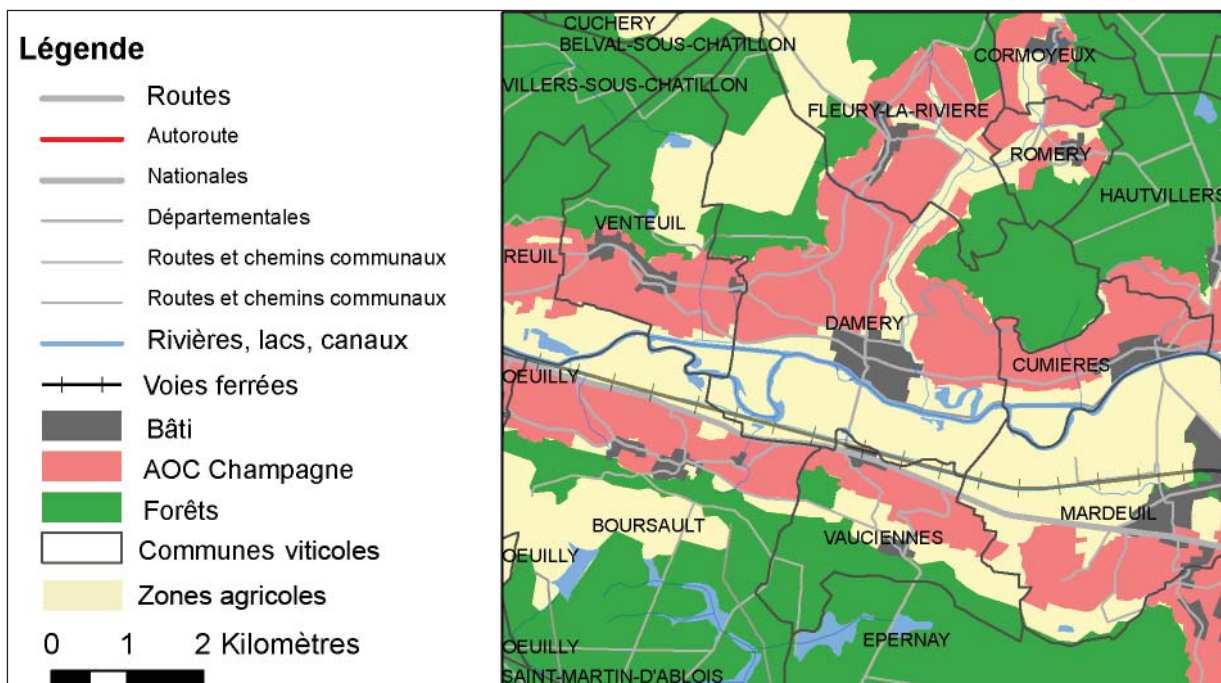 Légende
Routes
Autoroute
Nationales
Départementales
Routes et chemins communaux
Routes et chemins communaux
Rivières, lacs, canaux
Voies ferrées
Bâti
AOC Champagne
Forêts
Communes viticoles
Zones agricoles
0 1 2 Kilomètres
CUCHERY
BELVAL-SOUS-CHATILLON
CORMOYEUX
VILLERS-SOUS-CHATILLON
FLEURY-LA-RIVIERE
ROMERY
HAUTVILLERS
VENTEUIL
REUIL
DAMERY
CUMIERES
OEUILLY
MARDEUIL
BOURSAULT
VAUCIENNES
OEUILLY
EPERNAY
OEUILLY
SAINT-MARTIN-D'ABLOIS